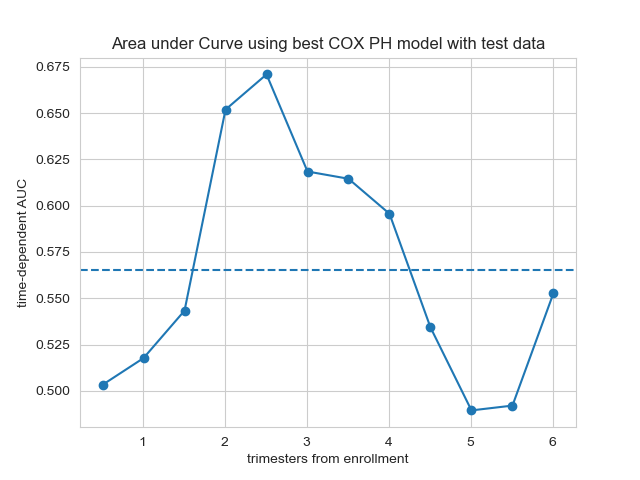 Area under Curve using best COX PH model with test data
0.675
0.650
0.625
0.600
0.575
0.550
0.525
0.500
time-dependent AUC
1 2 3 4 5 6
trimesters from enrollment